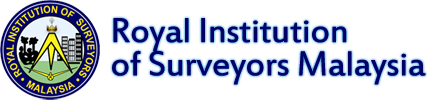 ROYAL INSTITUTION OF SURVEYORS
• MALAYSIA •
Royal Institution
of Surveyors Malaysia